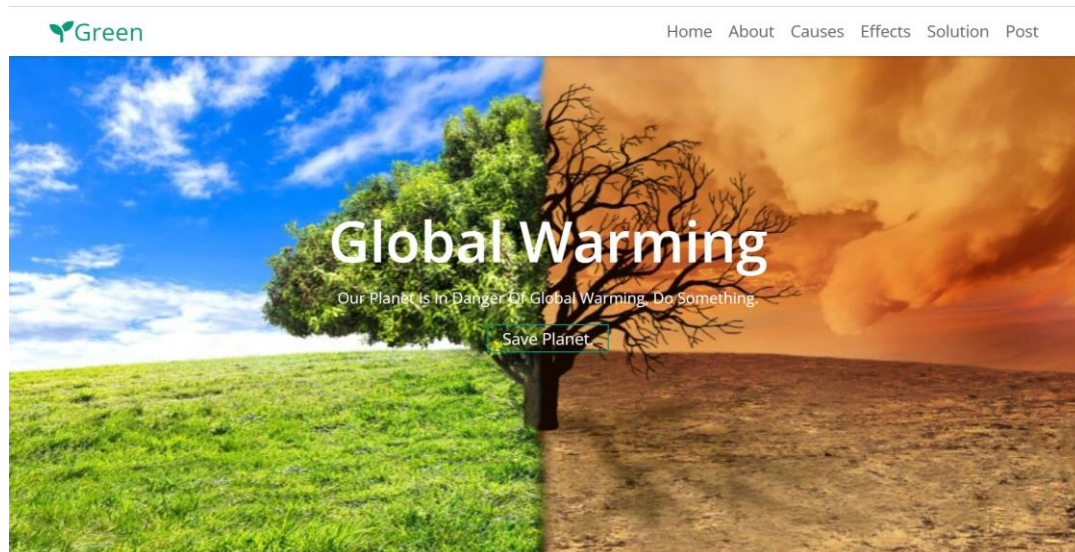 Green
Home About Causes Effects Solution Post
Global Warming
Our Planet Is In Danger Of Global Warming, Do Something.
Save Planet.